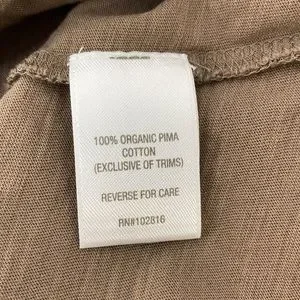 100% ORGANIC PIMA
COTTON
(EXCLUSIVE OF TRIMS)
REVERSE FOR CARE
RN#102816